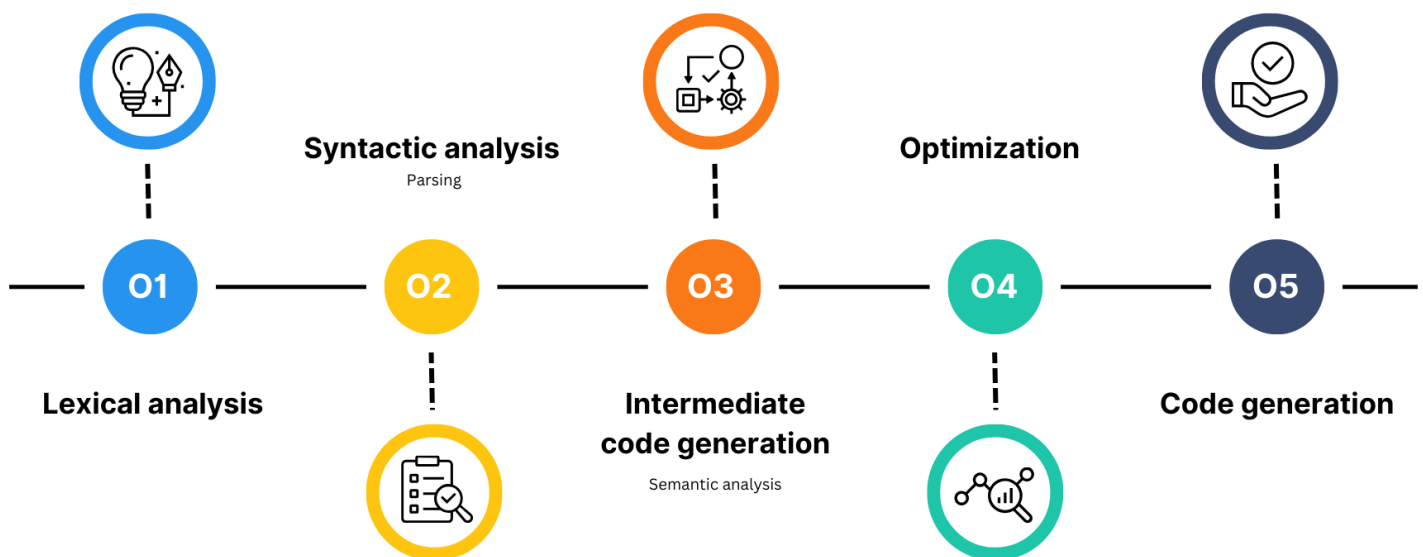 Syntactic analysis
Parsing
Optimization
O1
O2
O3
O4
O5
Lexical analysis
Intermediate
code generation
Semantic analysis
Code generation